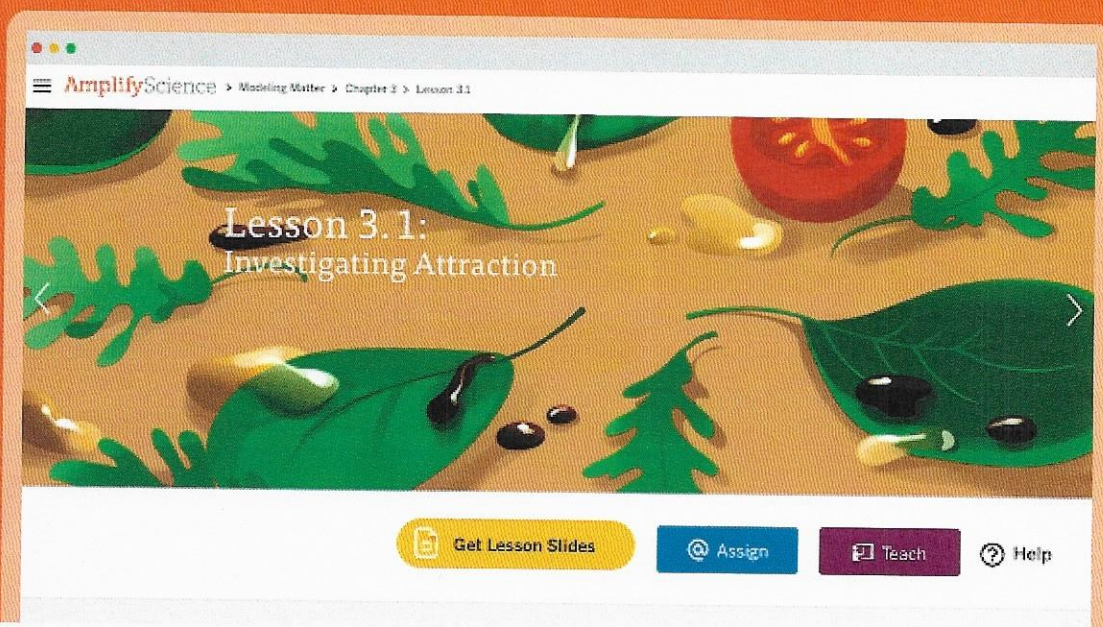 AmplifyScience > Modeling Matter > Chapter 3 > Lesson 3.1
Lesson 3.1:
Investigating Attraction
Get Lesson Slides
@ Assign
Teach
? Help